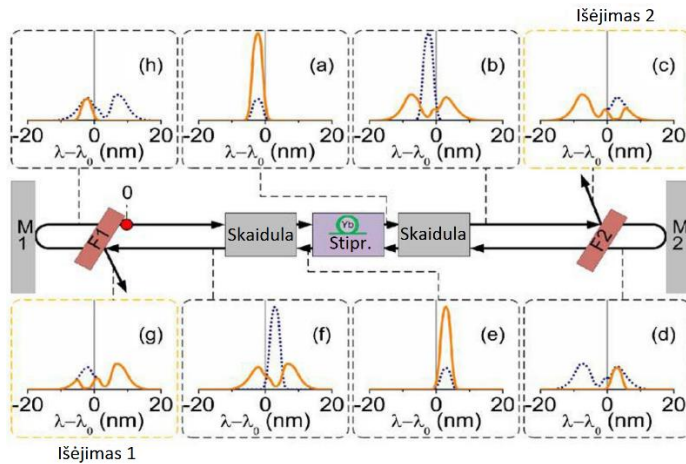 Išėjimas 2
(h)
(a)
(b)
(c)
-20 0 20
-20 0 20
-20 0 20
-20 0 20
λ–λ0 (nm)
λ–λ0 (nm)
λ–λ0 (nm)
λ–λ0 (nm)
0
M
1
F1
Skaidula
Yb
Stipr.
Skaidula
F2
M
2
(g)
(f)
(e)
(d)
-20 0 20
-20 0 20
-20 0 20
-20 0 20
λ–λ0 (nm)
λ–λ0 (nm)
λ–λ0 (nm)
λ–λ0 (nm)
Išėjimas 1